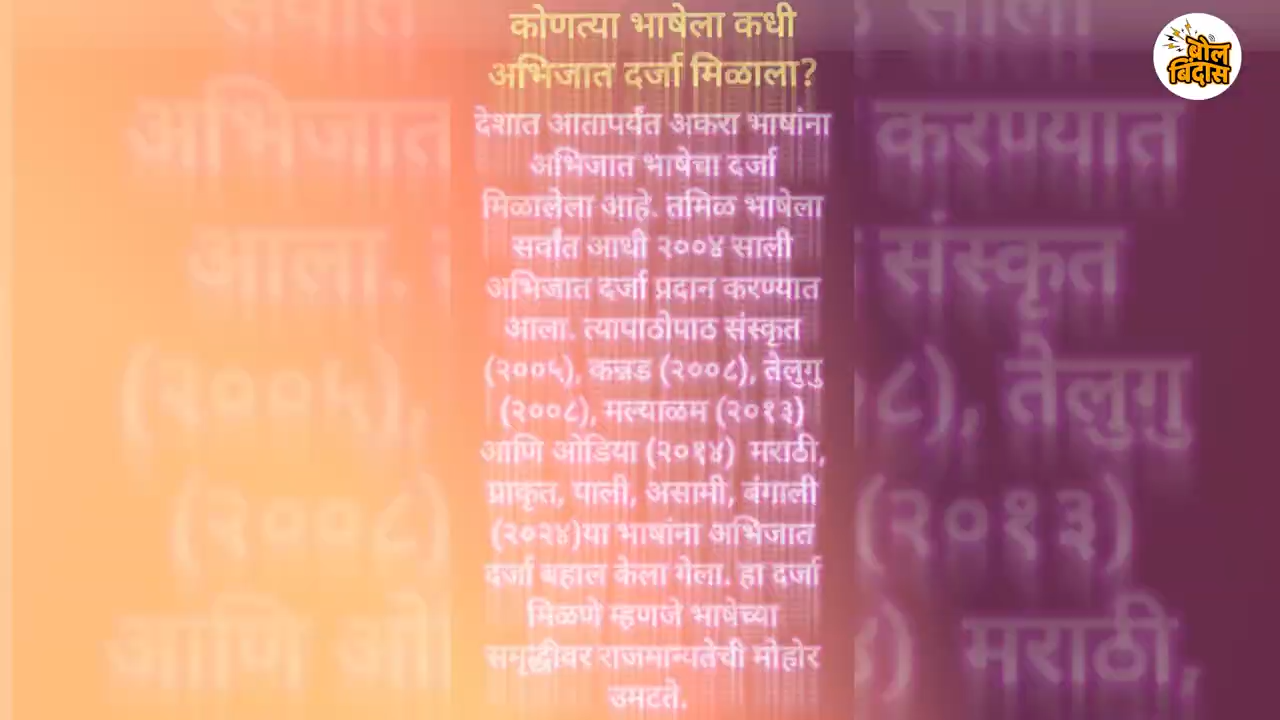 कोणत्या भाषेला कधी
अभिजात दर्जा मिळाला?
देशात आतापर्यंत अकरा भाषांना
अभिजात भाषेचा दर्जा
मिळालेला आहे. तमिळ भाषेला
सर्वांत आधी २००४ साली
अभिजात दर्जा प्रदान करण्यात
आला. त्यापाठोपाठ संस्कृत
(२००५), कन्नड (२००८), तेलुगु
(२००८), मल्याळम (२०१३)
आणि ओडिया (२०१४) मराठी,
प्राकृत, पाली, असामी, बंगाली
(२०२४)या भाषांना अभिजात
दर्जा बहाल केला गेला. हा दर्जा
मिळणे म्हणजे भाषेच्या
समृद्धीवर राजमान्यतेची मोहोर
उमटते.
बोल
बिंदास